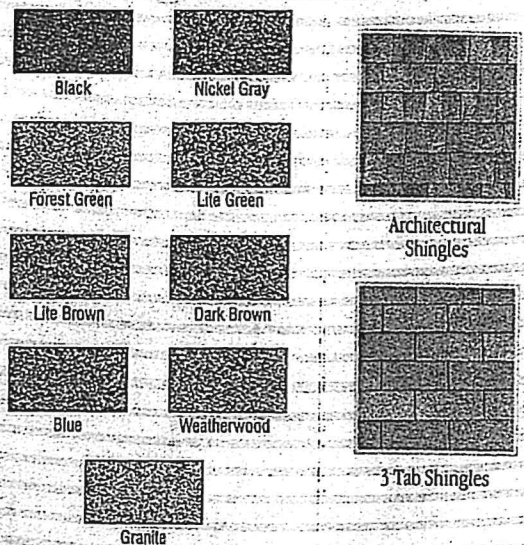 Black
Nickel Gray
Forest Green
Lite Green
Lite Brown
Dark Brown
Blue
Weatherwood
Granite
Architectural
Shingles
3 Tab Shingles